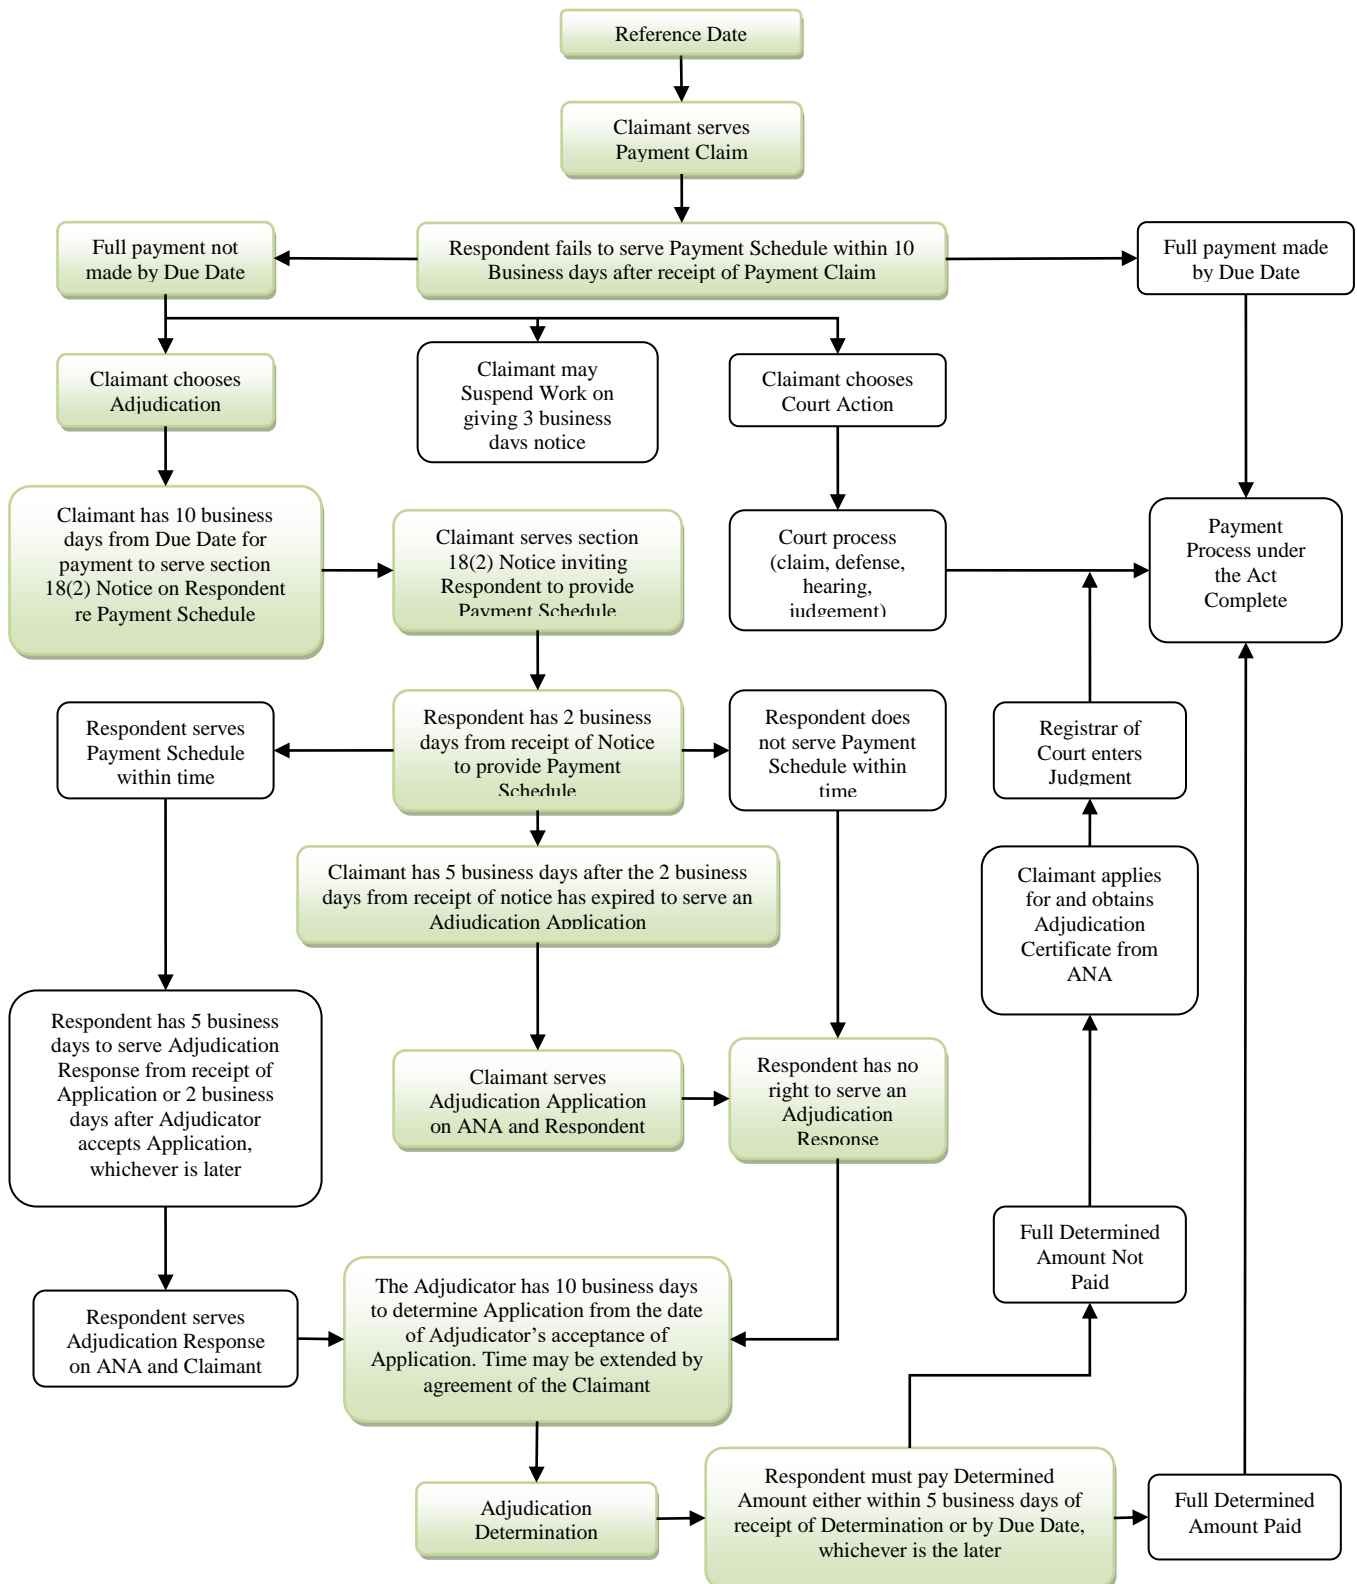 Reference Date
Claimant serves
Payment Claim
Full payment not
made by Due Date
Respondent fails to serve Payment Schedule within 10
Business days after receipt of Payment Claim
Full payment made
by Due Date
Claimant chooses
Adjudication
Claimant may
Suspend Work on
giving 3 business
days notice
Claimant chooses
Court Action
Claimant has 10 business
days from Due Date for
payment to serve section
18(2) Notice on Respondent
re Payment Schedule
Claimant serves section
18(2) Notice inviting
Respondent to provide
Payment Schedule
Court process
(claim, defense,
hearing,
judgement)
Payment
Process under
the Act
Complete
Respondent serves
Payment Schedule
within time
Respondent has 2 business
days from receipt of Notice
to provide Payment
Schedule
Respondent does
not serve Payment
Schedule within
time
Registrar of
Court enters
Judgment
Claimant has 5 business days after the 2 business
days from receipt of notice has expired to serve an
Adjudication Application
Claimant applies
for and obtains
Adjudication
Certificate from
ANA
Respondent has 5 business
days to serve Adjudication
Response from receipt of
Application or 2 business
days after Adjudicator
accepts Application,
whichever is later
Claimant serves
Adjudication Application
on ANA and Respondent
Respondent has no
right to serve an
Adjudication
Response
Full Determined
Amount Not
Paid
Respondent serves
Adjudication Response
on ANA and Claimant
The Adjudicator has 10 business days
to determine Application from the date
of Adjudicator’s acceptance of
Application. Time may be extended by
agreement of the Claimant
Adjudication
Determination
Respondent must pay Determined
Amount either within 5 business days of
receipt of Determination or by Due Date,
whichever is the later
Full Determined
Amount Paid